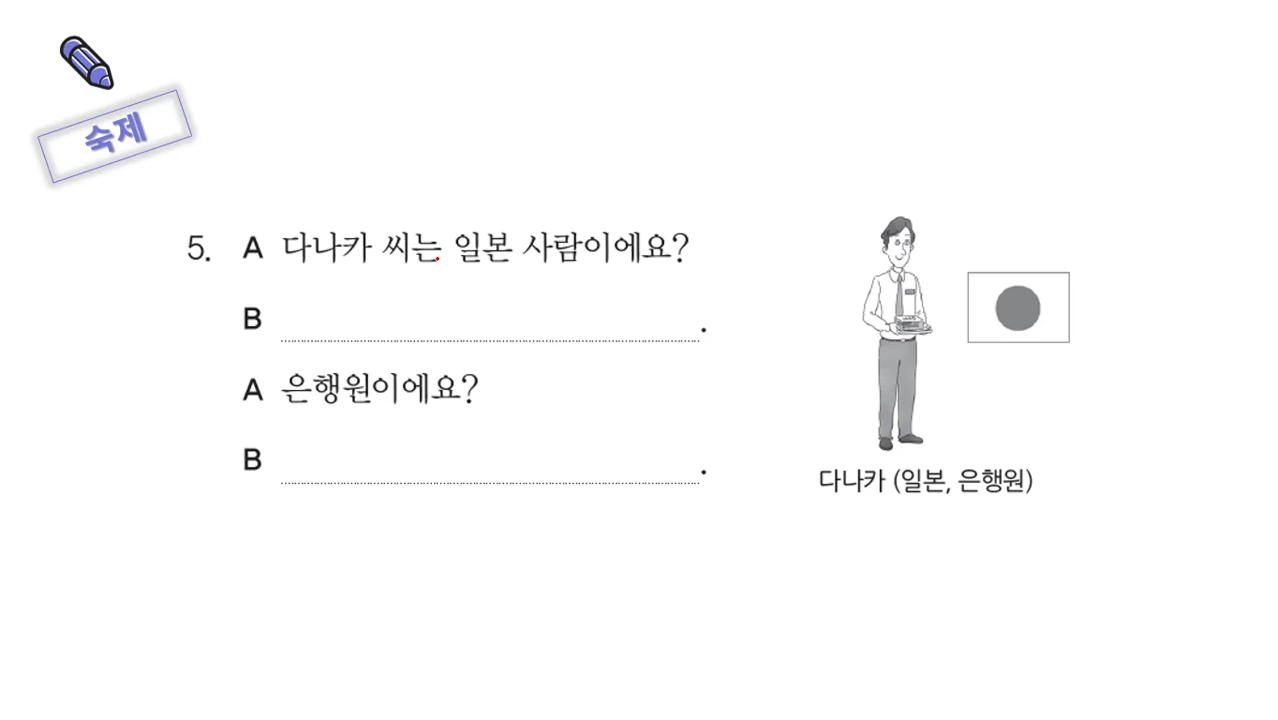 숙제
5. A 다나카 씨는 일본 사람이에요?
B .
A 은행원이에요?
B .
다나카 (일본, 은행원)